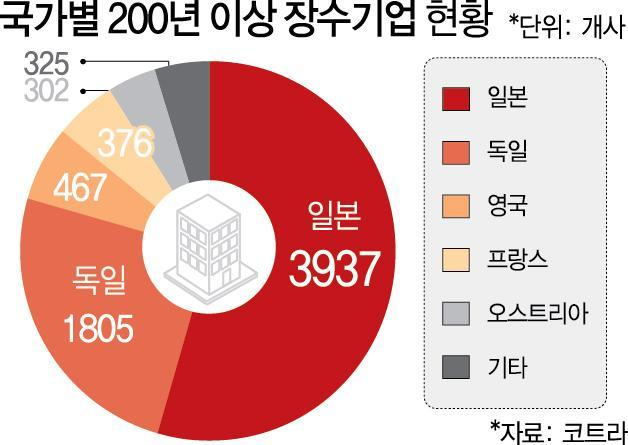 국가별 200년 이상 장수기업 현황 *단위: 개사
325
302
376
467
독일
1805
일본
3937
일본
독일
영국
프랑스
오스트리아
기타
*자료: 코트라